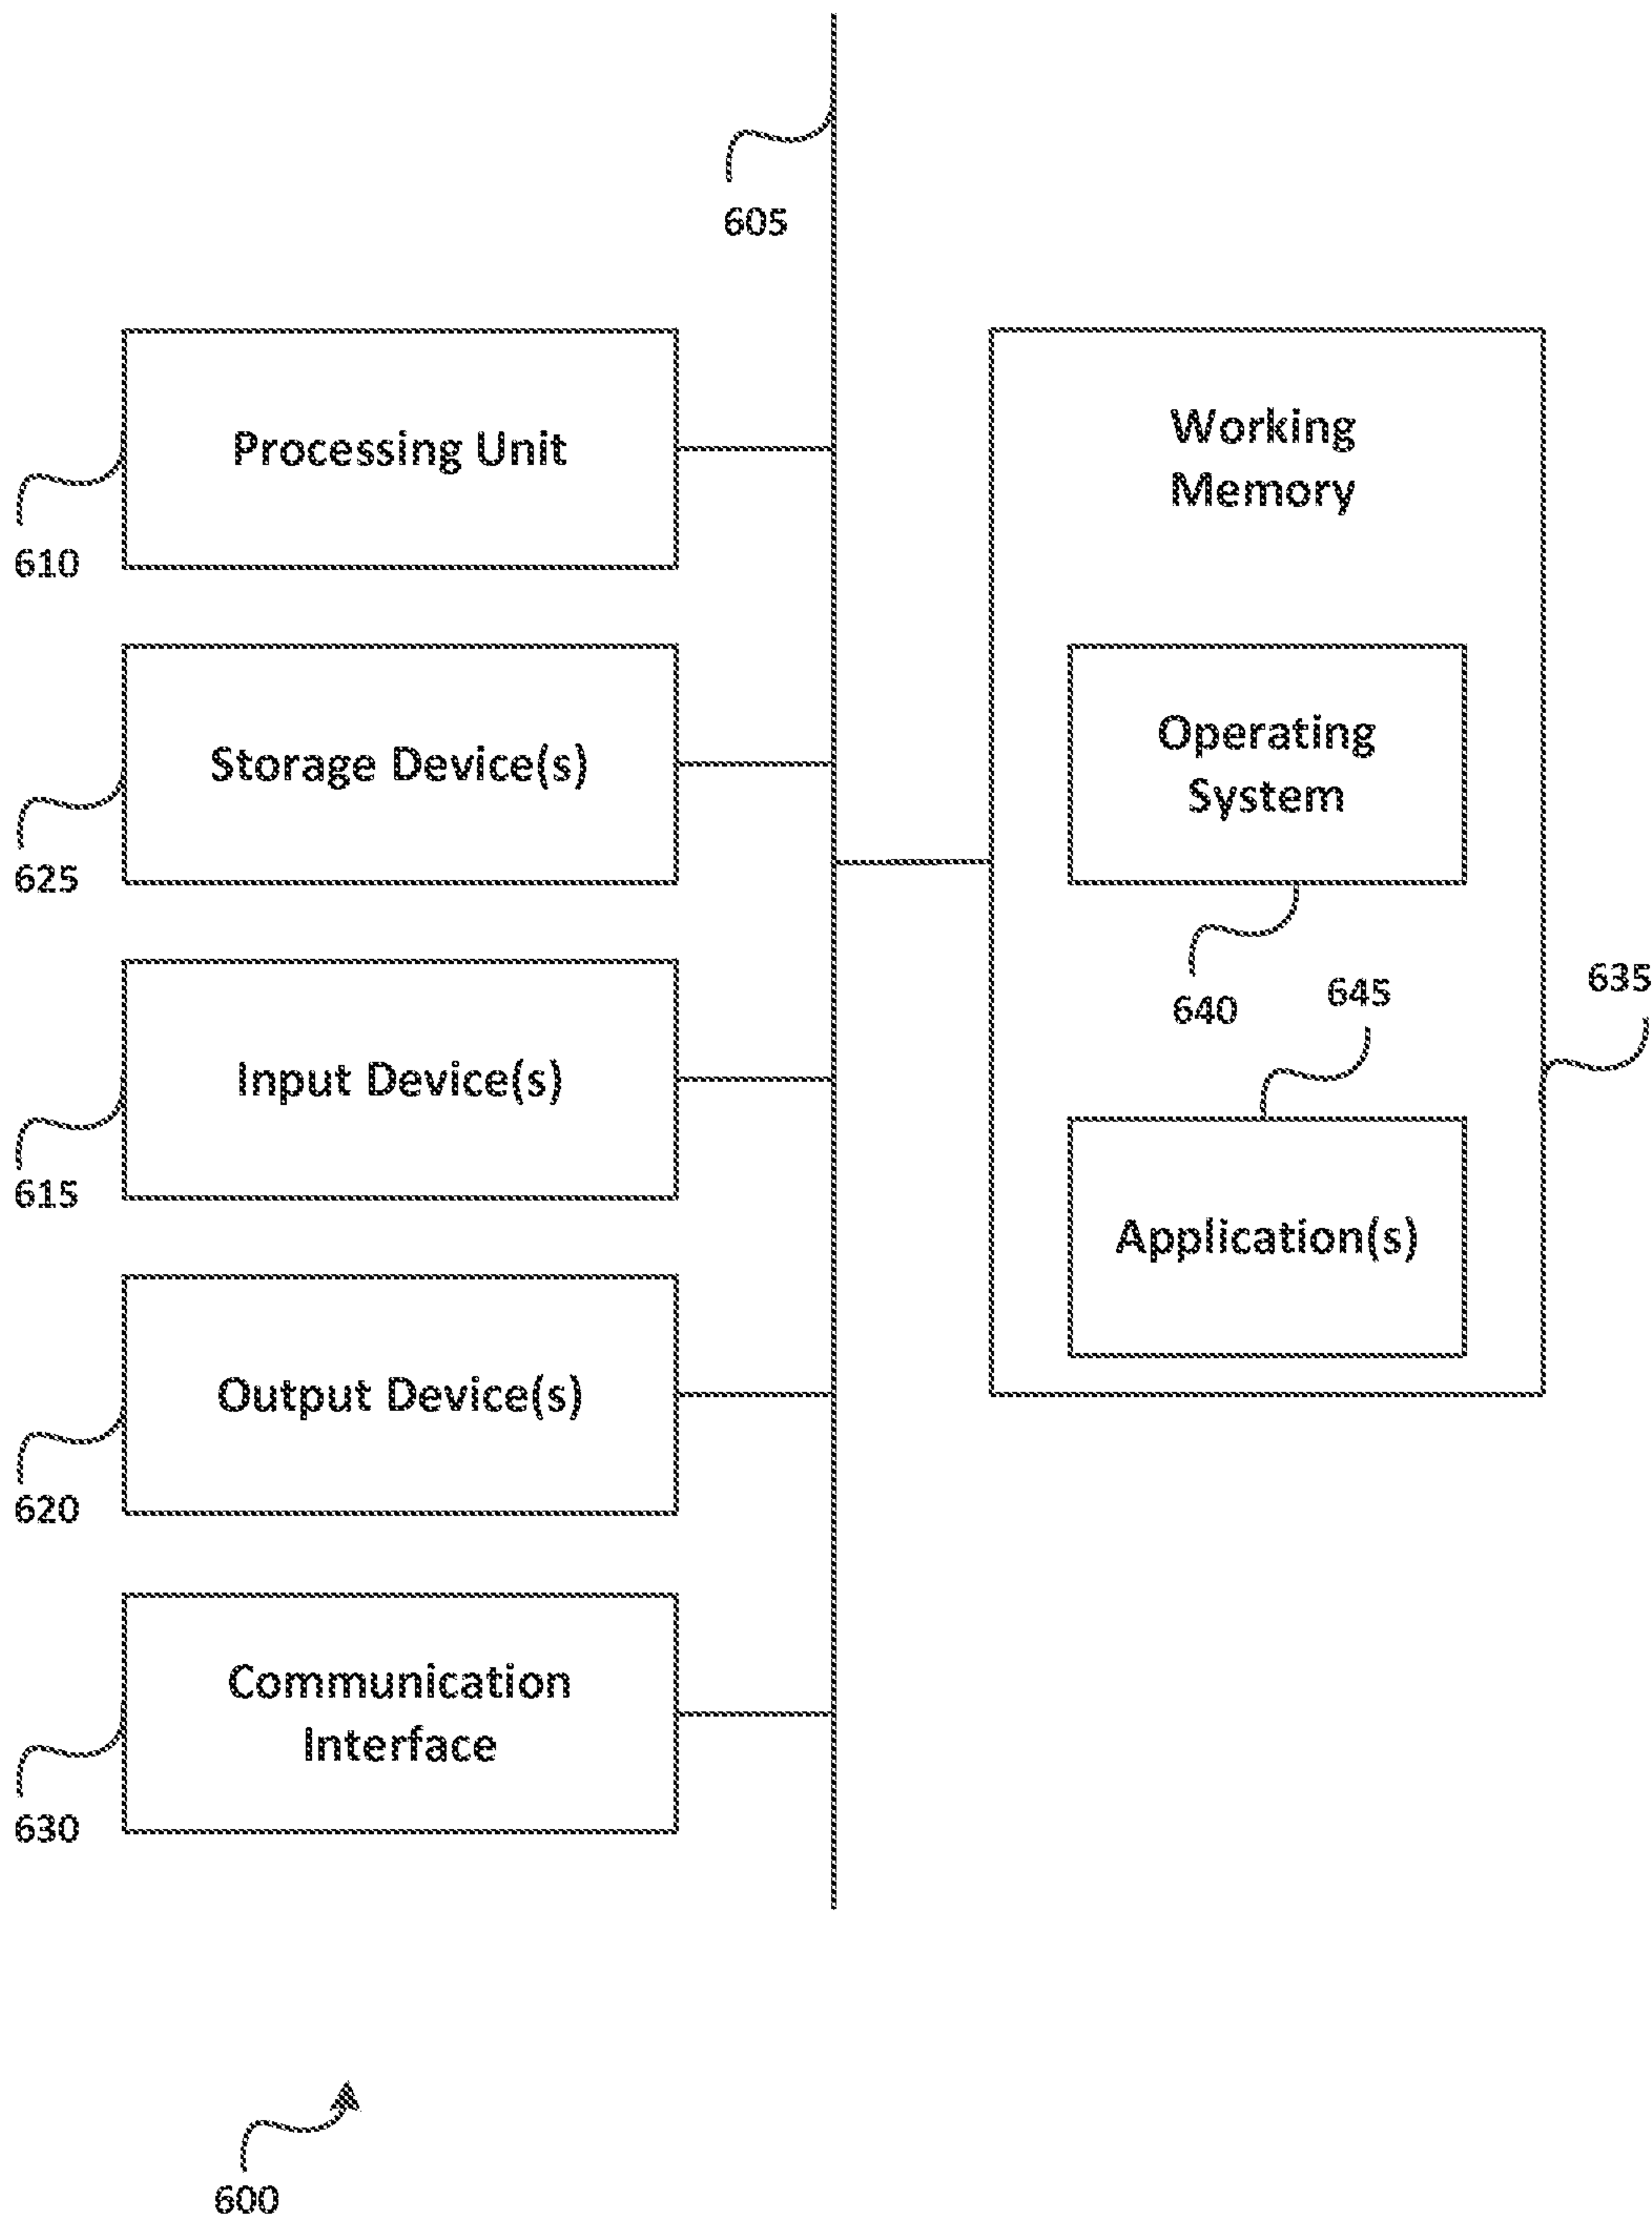 605
Processing Unit
610
Storage Device(s)
625
Input Device(s)
615
Output Device(s)
620
Communication
Interface
630
Working
Memory
Operating
System
640
645
635
Application(s)
600